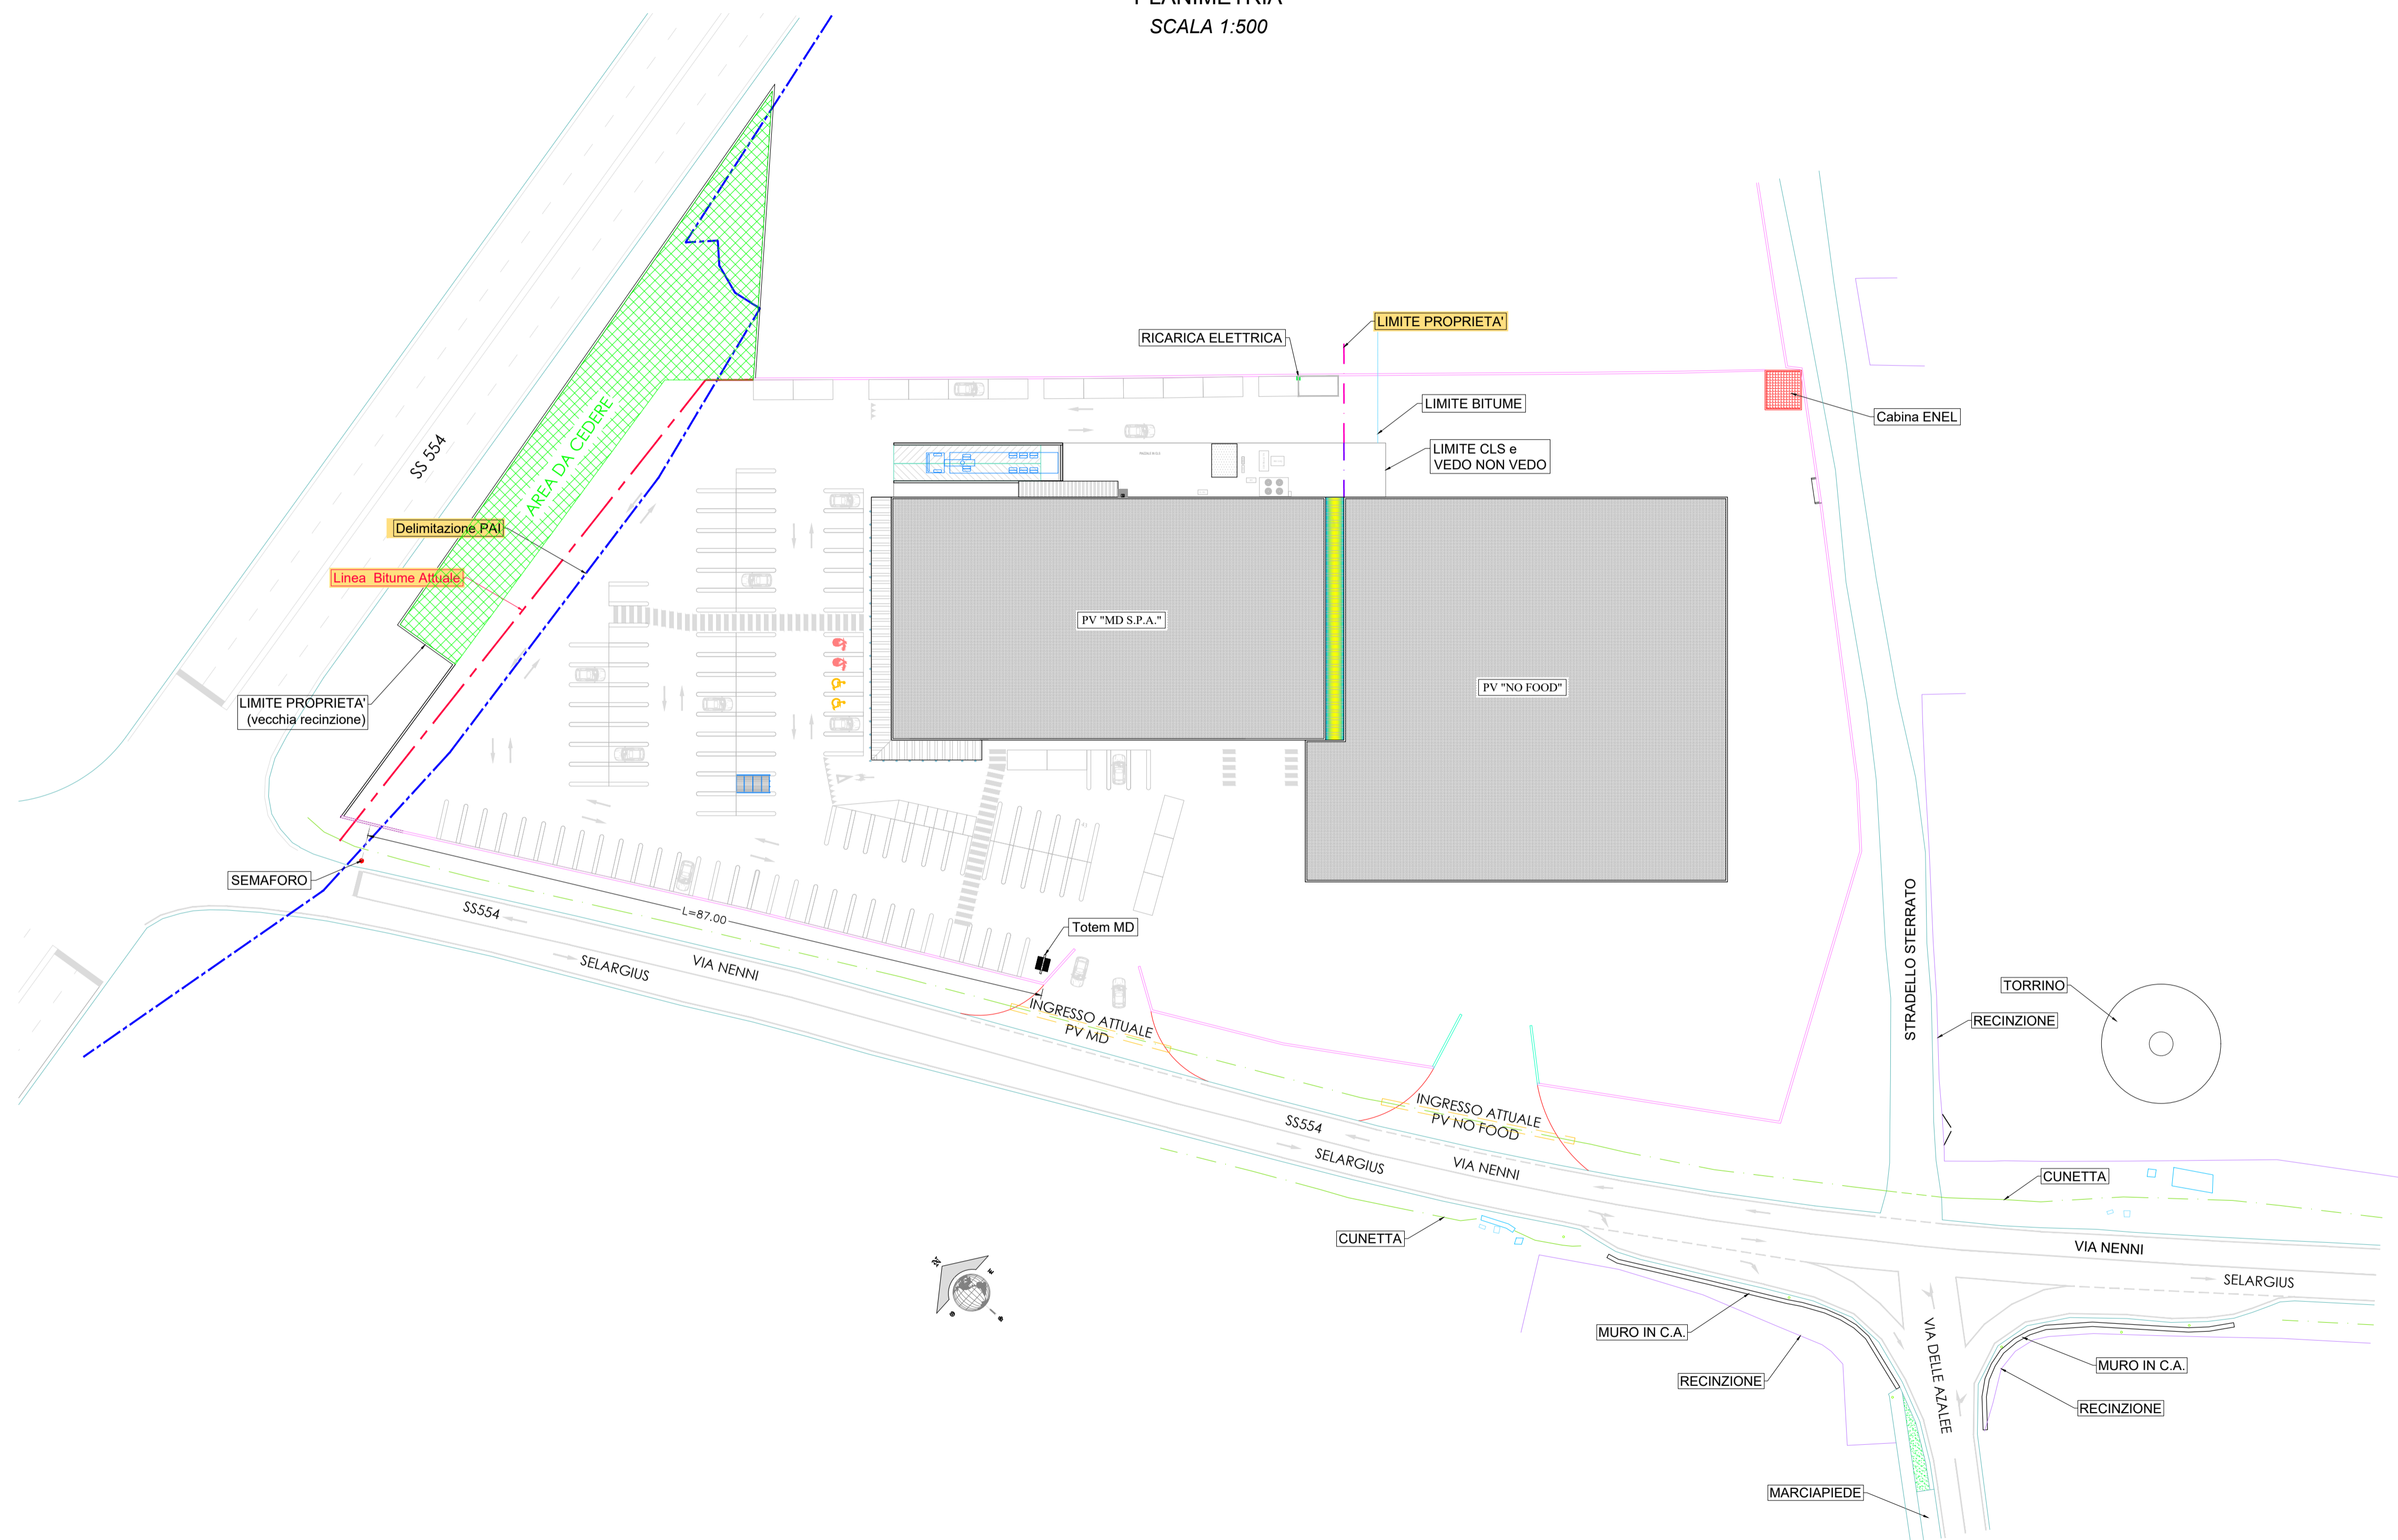 PLANIMETRIA
SCALA 1:500
LIMITE PROPRIETA'
RICARICA ELETTRICA
LIMITE BITUME
Cabina ENEL
LIMITE CLS e
VEDO NON VEDO
SS 554
AREA DA CEDERE
Delimitazione PAI
Linea Bitume Attuale
PV "MD S.P.A."
PV "NO FOOD"
LIMITE PROPRIETA'
(vecchia recinzione)
SEMAFORO
SS554
L=87.00
Totem MD
SELARGIUS
VIA NENNI
STRADELLO STERRATO
TORRINO
RECINZIONE
INGRESSO ATTUALE
PV MD
INGRESSO ATTUALE
PV NO FOOD
SS554
SELARGIUS
VIA NENNI
CUNETTA
CUNETTA
VIA NENNI
SELARGIUS
N
E
MURO IN C.A.
VIA DELLE AZALEE
MURO IN C.A.
RECINZIONE
RECINZIONE
MARCIAPIEDE